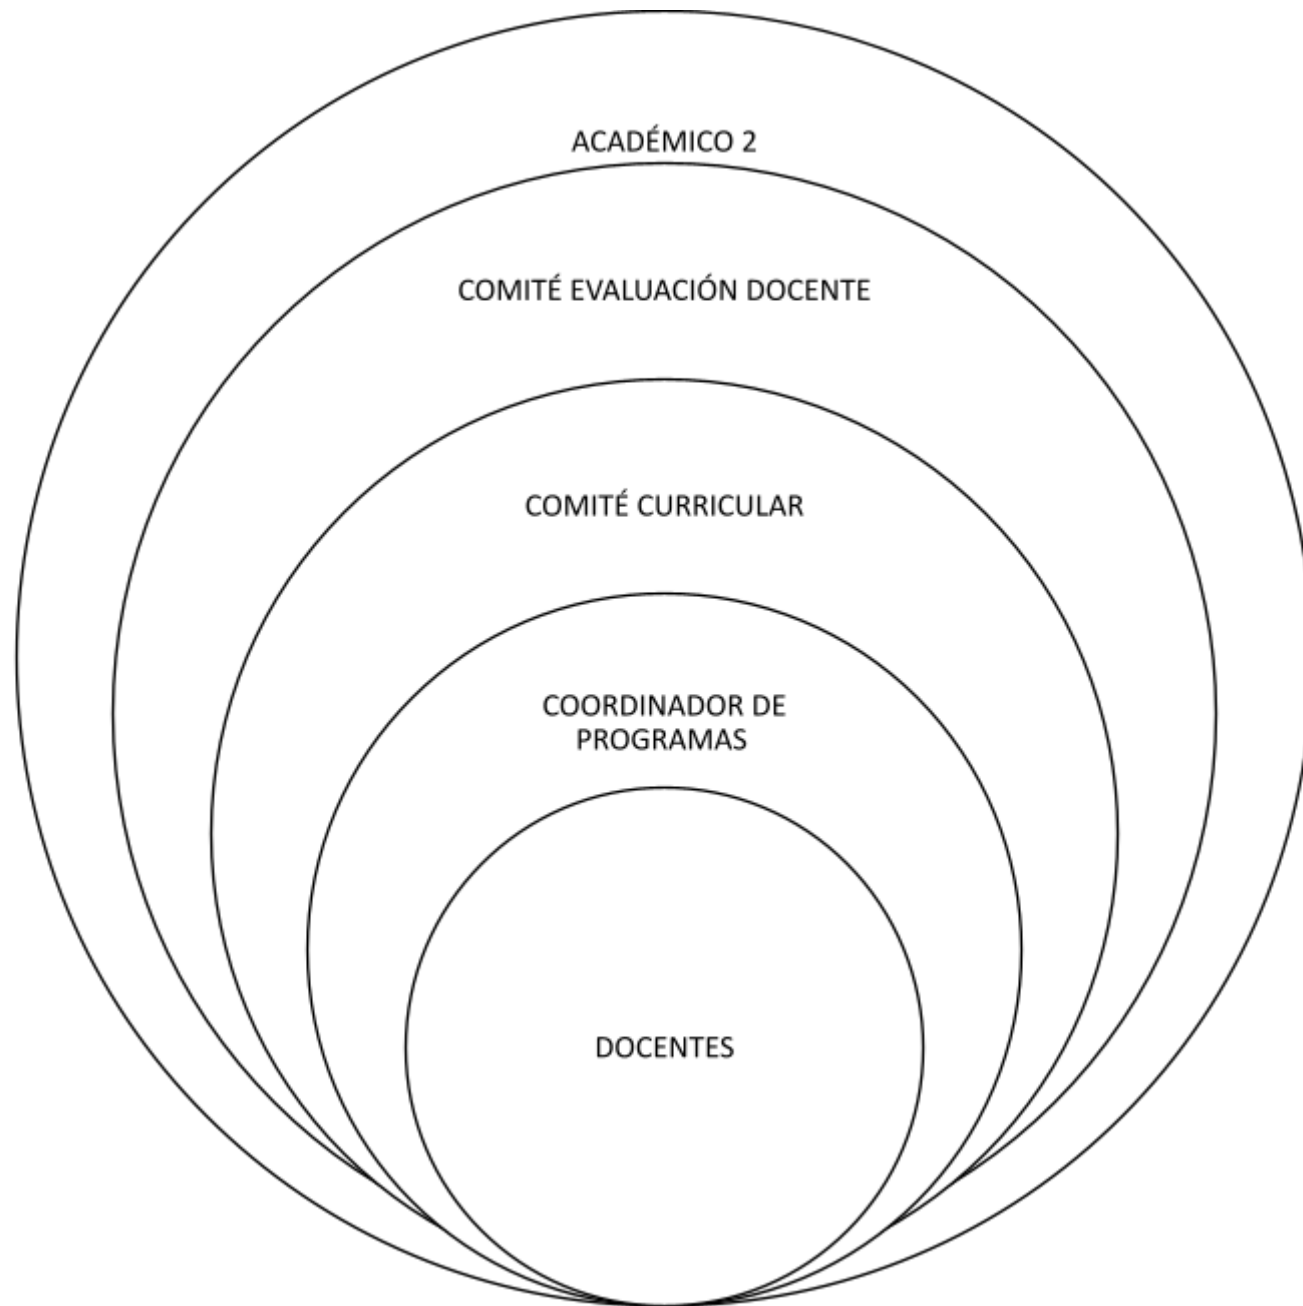 ACADÉMICO 2
COMITÉ EVALUACIÓN DOCENTE
COMITÉ CURRICULAR
COORDINADOR DE
PROGRAMAS
DOCENTES